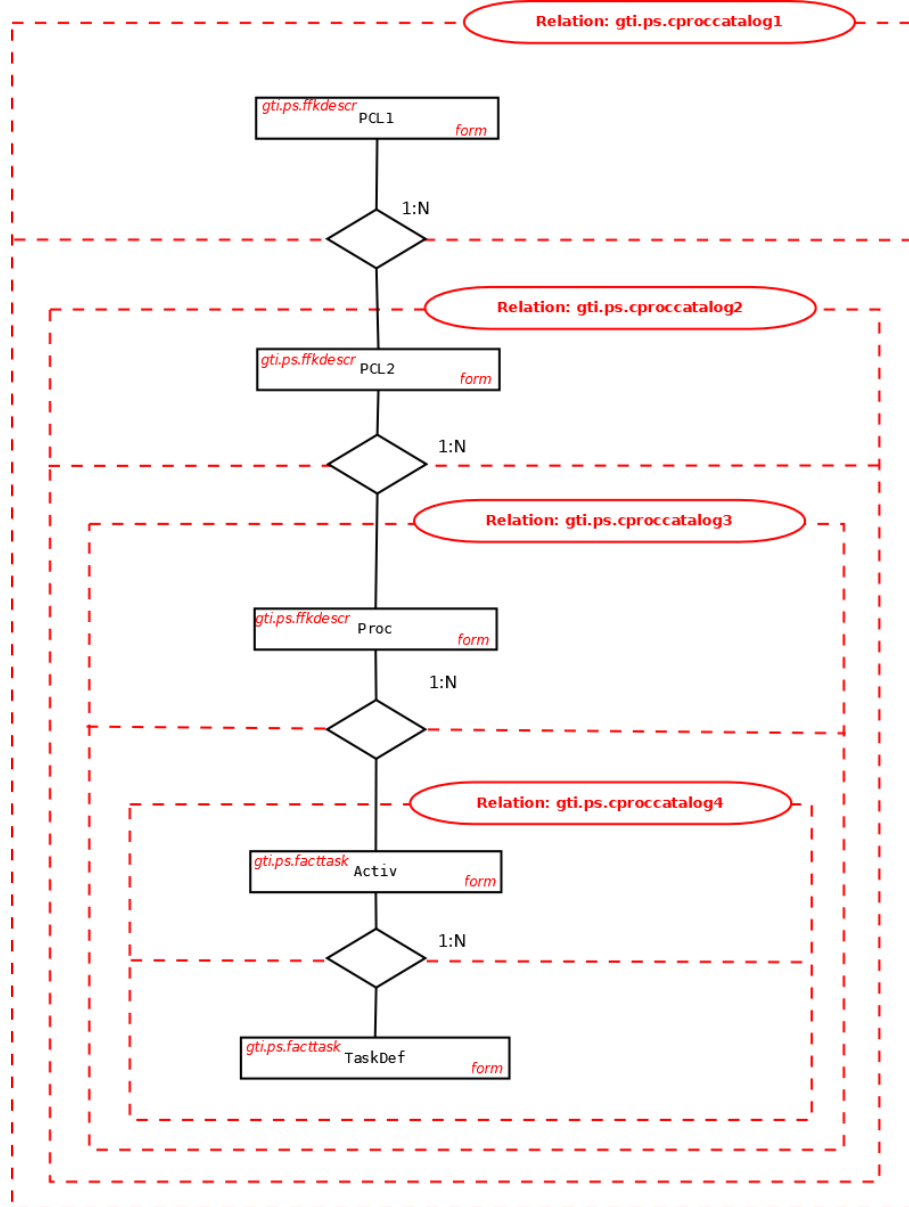 Relation: gti.ps.cproccatalog1
gti.ps.ffkdescr
PCL1
form
1:N
Relation: gti.ps.cproccatalog2
gti.ps.ffkdescr
PCL2
form
1:N
Relation: gti.ps.cproccatalog3
gti.ps.ffkdescr
Proc
form
1:N
Relation: gti.ps.cproccatalog4
gti.ps.facttask
Activ
form
1:N
gti.ps.facttask
TaskDef
form